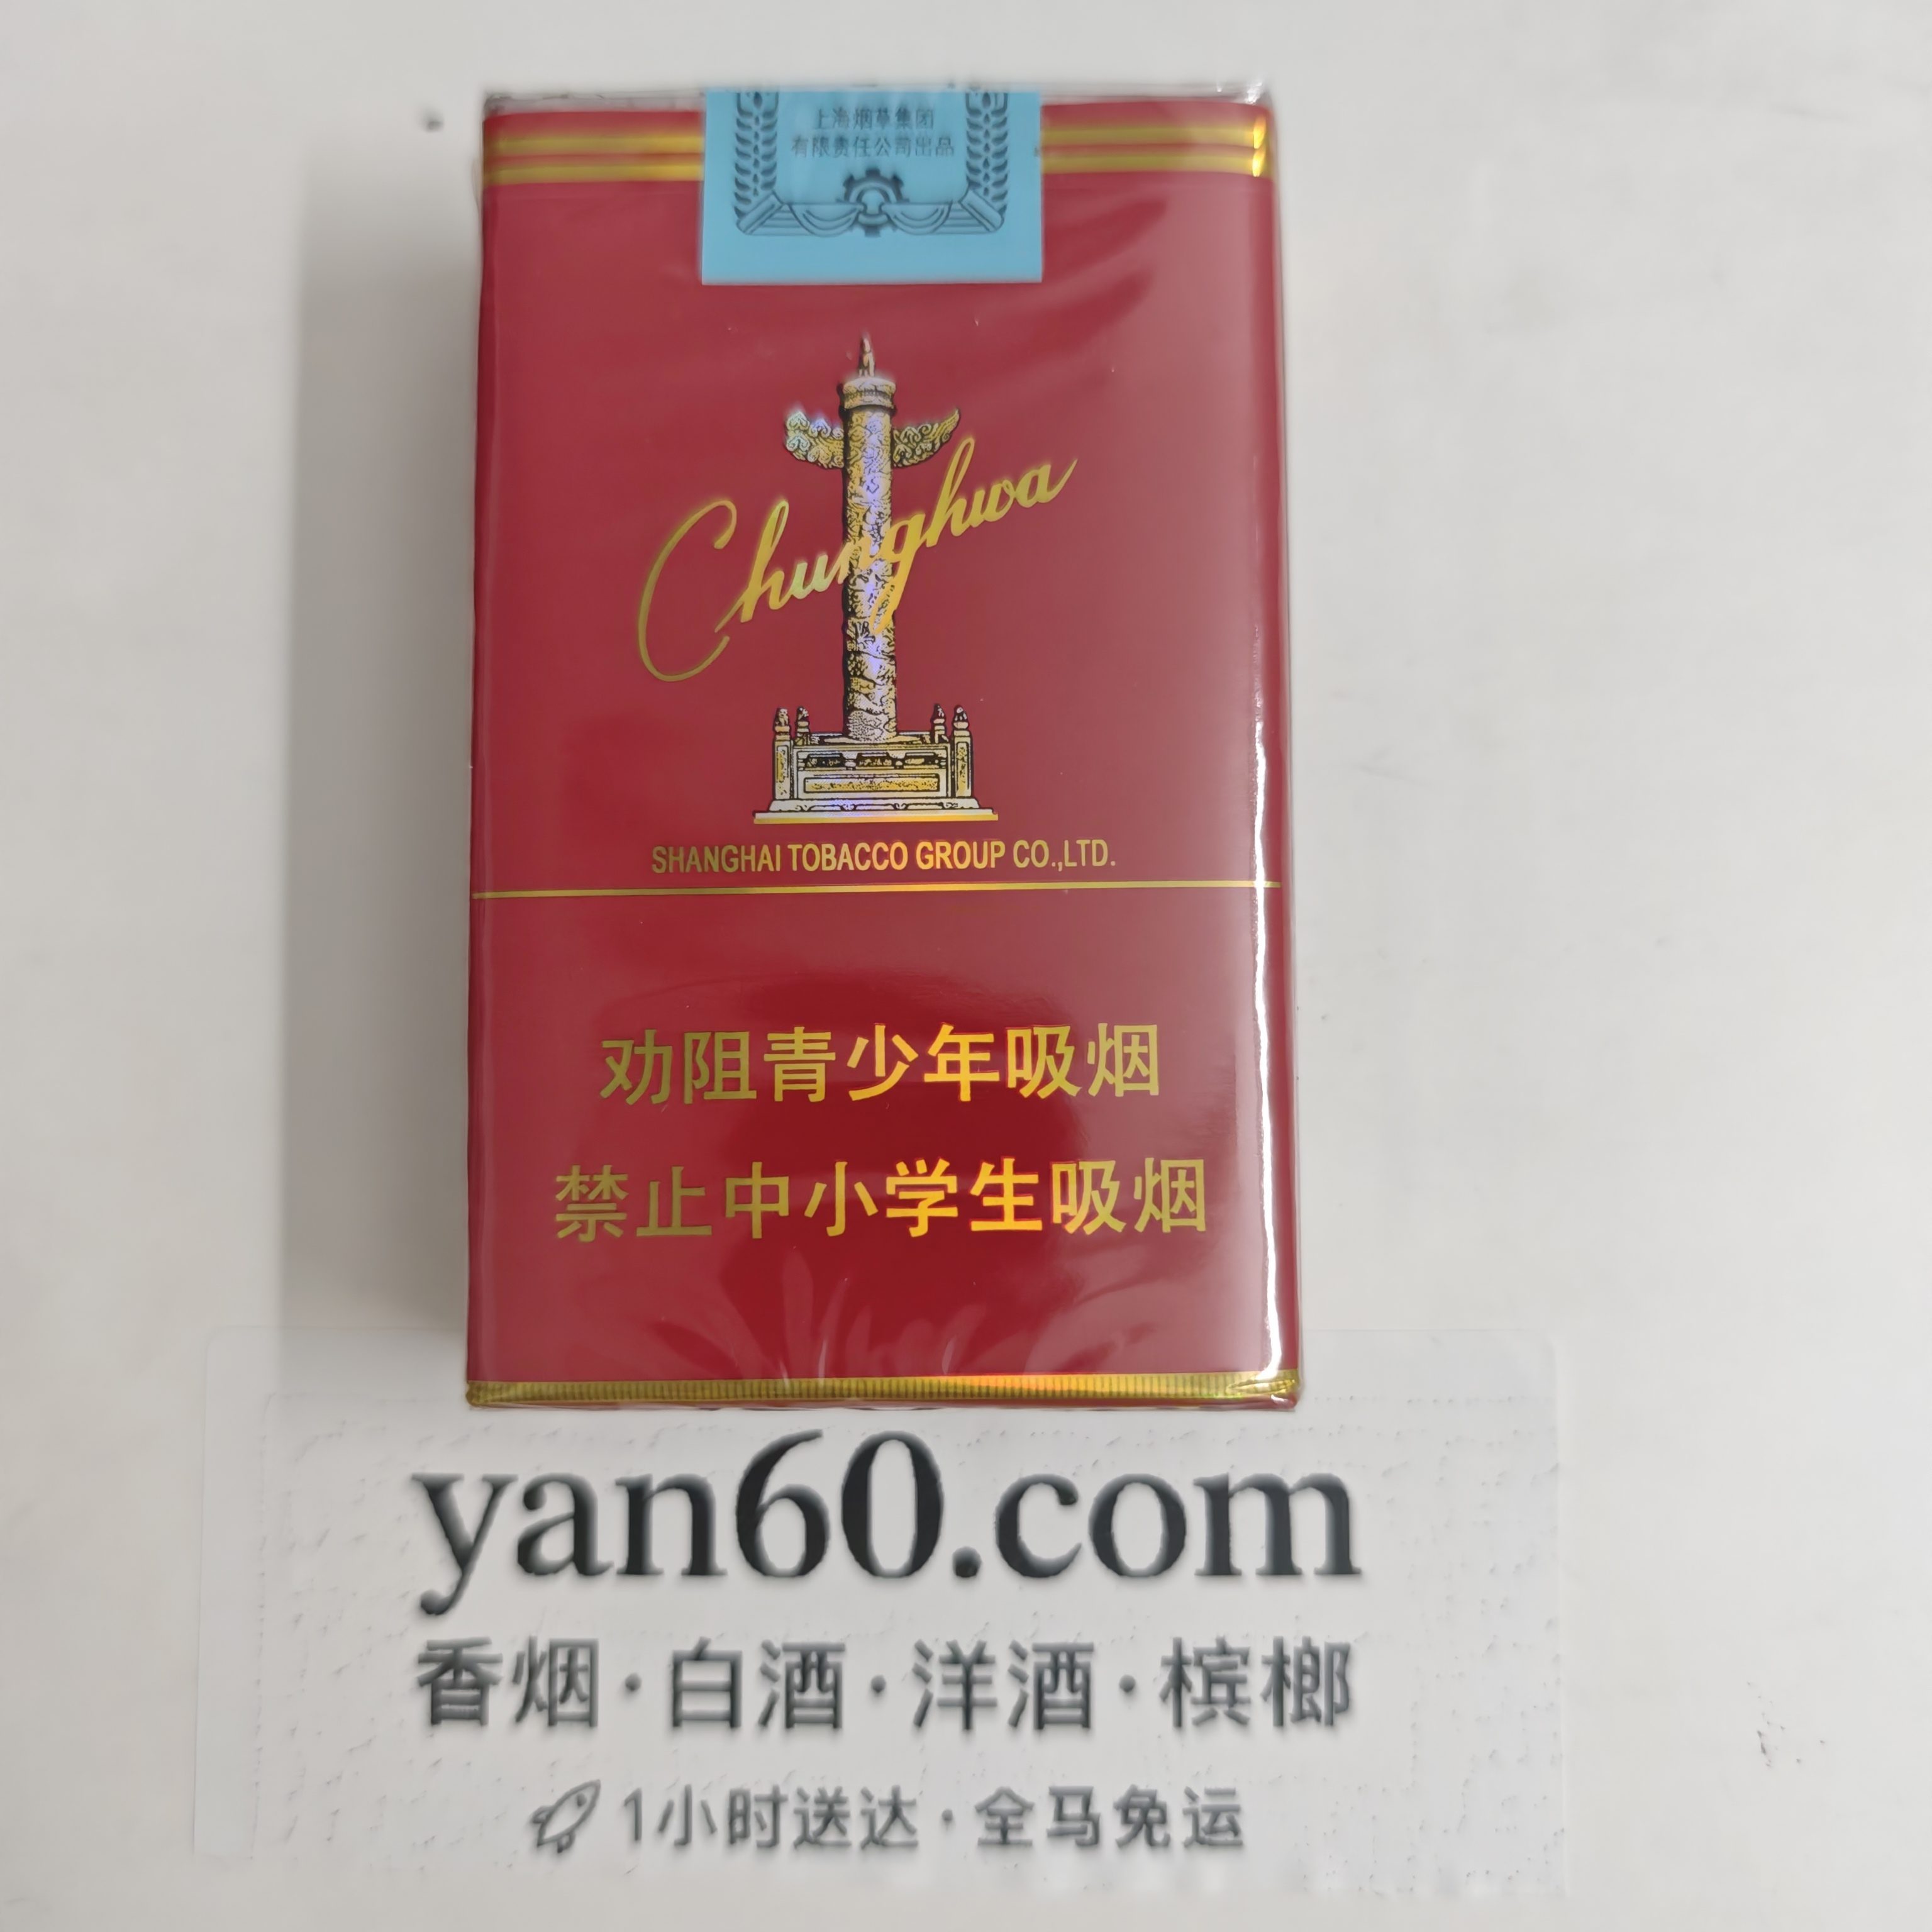 上海烟草集团
有限责任公司出品
Chunghwa
SHANGHAI TOBACCO GROUP CO.,LTD.
劝阻青少年吸烟
禁止中小学生吸烟
yan60.com
香烟·白酒·洋酒·槟榔
1小时送达·全马免运